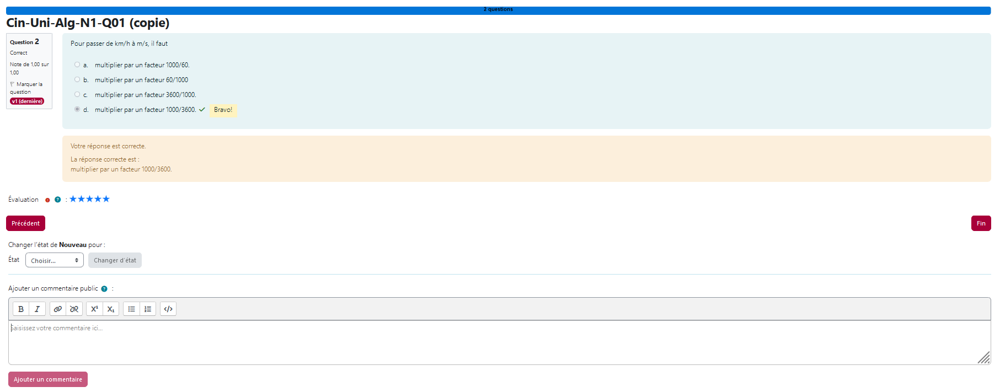 2 questions
Cin-Uni-Alg-N1-Q01 (copie)
Question 2
Correct
Note de 1,00 sur
1,00
Marquer la
question
v1 (dernière)
Pour passer de km/h à m/s, il faut
a. multiplier par un facteur 1000/60.
b. multiplier par un facteur 60/1000
c. multiplier par un facteur 3600/1000.
d. multiplier par un facteur 1000/3600. Bravo!
Votre réponse est correcte.
La réponse correcte est :
multiplier par un facteur 1000/3600.
Évaluation :
Précédent
Fin
Changer l'état de Nouveau pour :
État Choisir... Changer d'état
Ajouter un commentaire public :
Saisissez votre commentaire ici...
Ajouter un commentaire